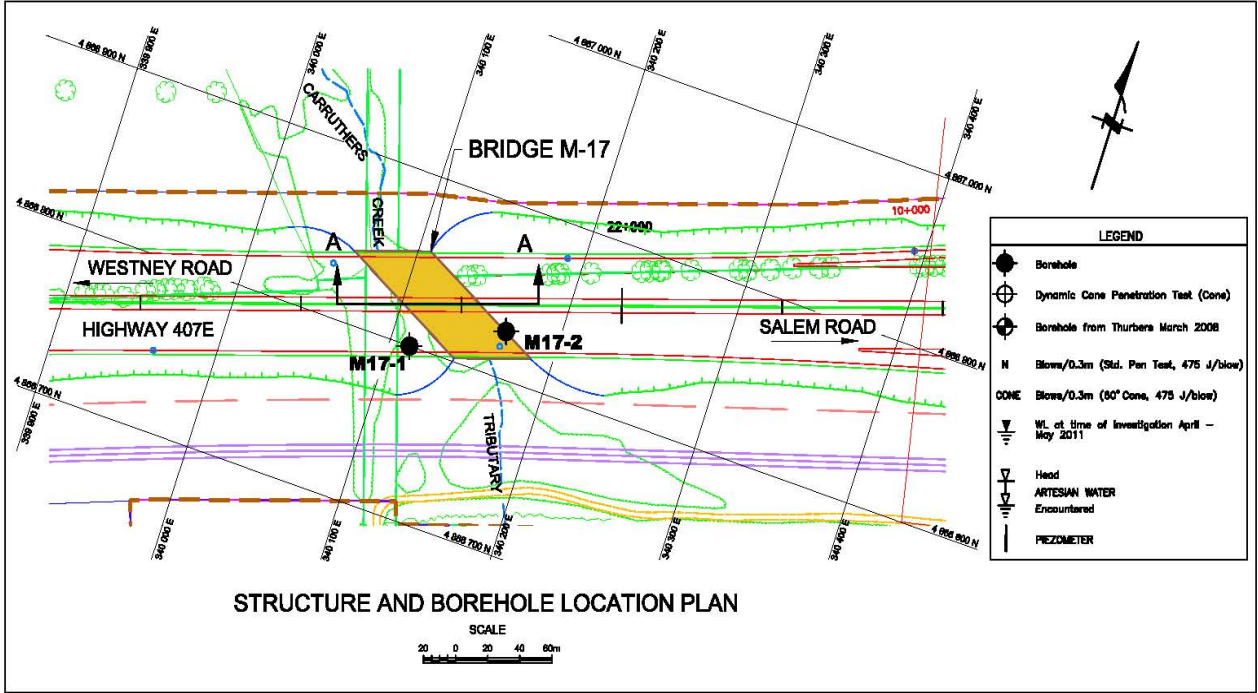 4 866 900 N
339 900 E
340 000 E
340 100 E
4 867 000 N
340 200 E
340 300 E
340 400 E
CARRUTHERS
BRIDGE M-17
4 867 000 N
4 866 800 N
CREEK
10+000
22+000
LEGEND
A
A
Borehole
WESTNEY ROAD
Dynamic Cone Penetration Test (Cone)
HIGHWAY 407E
SALEM ROAD
Borehole from Thurbers March 2008
M17-2
M17-1
4 866 900 N
N Blows/0.3m (Std. Pen Test, 475 J/blow)
4 866 700 N
CONE Blows/0.3m (60° Cone, 475 J/blow)
339 900 E
TRIBUTARY
WL at time of investigation April –
May 2011
Head
ARTESIAN WATER
Encountered
PIEZOMETER
340 000 E
340 100 E
4 866 700 N
340 200 E
340 300 E
340 400 E
4 866 800 N
STRUCTURE AND BOREHOLE LOCATION PLAN
SCALE
20 0 20 40 60m